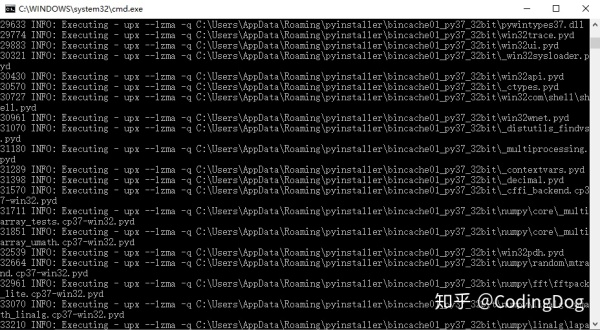 C:\WINDOWS\system32\cmd.exe
29633 INFO: Executing - upx --lzma -q C:\Users\AppData\Roaming\pyinstaller\bincache01_py37_32bit\pywintypes37.dll
29774 INFO: Executing - upx --lzma -q C:\Users\AppData\Roaming\pyinstaller\bincache01_py37_32bit\win32trace.pyd
29883 INFO: Executing - upx --lzma -q C:\Users\AppData\Roaming\pyinstaller\bincache01_py37_32bit\win32ui.pyd
30321 INFO: Executing - upx --lzma -q C:\Users\AppData\Roaming\pyinstaller\bincache01_py37_32bit\_win32sysloader.p
yd
30430 INFO: Executing - upx --lzma -q C:\Users\AppData\Roaming\pyinstaller\bincache01_py37_32bit\win32api.pyd
30570 INFO: Executing - upx --lzma -q C:\Users\AppData\Roaming\pyinstaller\bincache01_py37_32bit\_ctypes.pyd
30727 INFO: Executing - upx --lzma -q C:\Users\AppData\Roaming\pyinstaller\bincache01_py37_32bit\win32com\shell\sh
ell.pyd
30961 INFO: Executing - upx --lzma -q C:\Users\AppData\Roaming\pyinstaller\bincache01_py37_32bit\win32wnet.pyd
31070 INFO: Executing - upx --lzma -q C:\Users\AppData\Roaming\pyinstaller\bincache01_py37_32bit\_distutils_findvs
.pyd
31180 INFO: Executing - upx --lzma -q C:\Users\AppData\Roaming\pyinstaller\bincache01_py37_32bit\_multiprocessing.
pyd
31289 INFO: Executing - upx --lzma -q C:\Users\AppData\Roaming\pyinstaller\bincache01_py37_32bit\_contextvars.pyd
31398 INFO: Executing - upx --lzma -q C:\Users\AppData\Roaming\pyinstaller\bincache01_py37_32bit\_decimal.pyd
31570 INFO: Executing - upx --lzma -q C:\Users\AppData\Roaming\pyinstaller\bincache01_py37_32bit\_cffi_backend.cp3
7-win32.pyd
31711 INFO: Executing - upx --lzma -q C:\Users\AppData\Roaming\pyinstaller\bincache01_py37_32bit\numpy\core\_multi
array_tests.cp37-win32.pyd
31851 INFO: Executing - upx --lzma -q C:\Users\AppData\Roaming\pyinstaller\bincache01_py37_32bit\numpy\core\_multi
array_umath.cp37-win32.pyd
32539 INFO: Executing - upx --lzma -q C:\Users\AppData\Roaming\pyinstaller\bincache01_py37_32bit\win32pdh.pyd
32664 INFO: Executing - upx --lzma -q C:\Users\AppData\Roaming\pyinstaller\bincache01_py37_32bit\numpy\random\mtra
nd.cp37-win32.pyd
32961 INFO: Executing - upx --lzma -q C:\Users\AppData\Roaming\pyinstaller\bincache01_py37_32bit\numpy\fft\fftpack
_lite.cp37-win32.pyd
33070 INFO: Executing - upx --lzma -q C:\Users\AppData\Roaming\pyinstaller\bincache01_py37_32bit\
th_linalg.cp37-win32.pyd
33210 INFO: Executing - upx --lzma -q C:\Users\AppData\Roaming\pyinstaller\bincache01_py37_32bit\numpy\linalg\lapa
知乎 @CodingDog